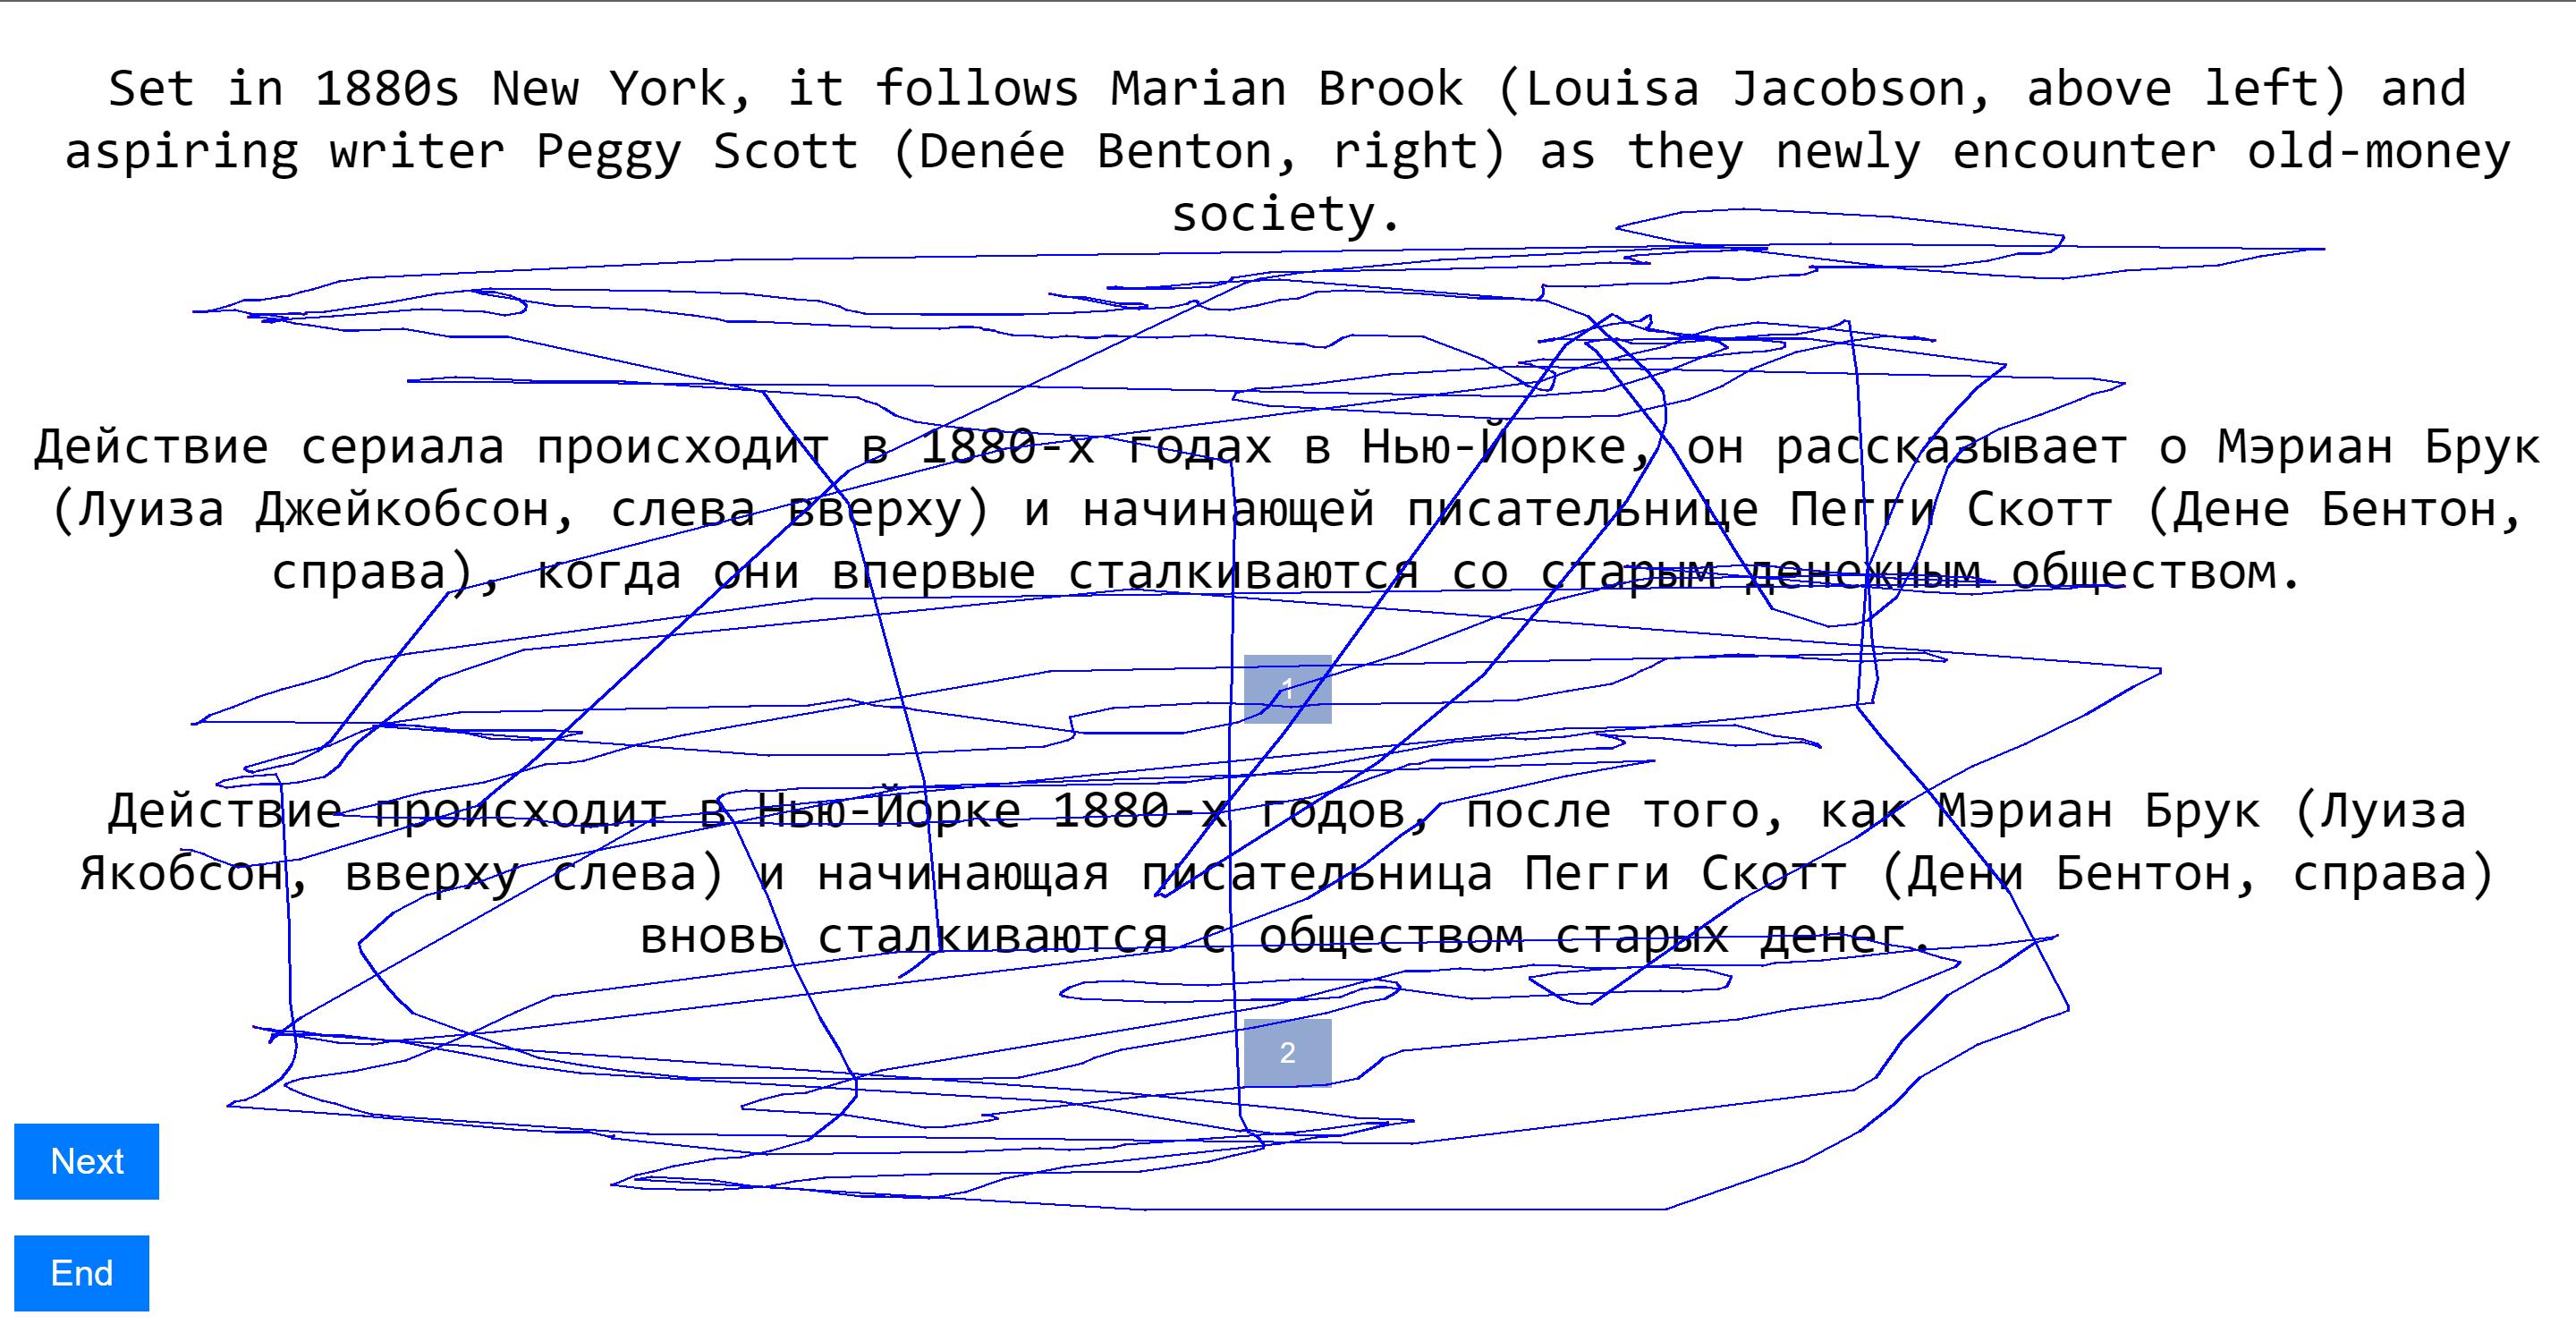 Set in 1880s New York, it follows Marian Brook (Louisa Jacobson, above left) and
aspiring writer Peggy Scott (Denée Benton, right) as they newly encounter old-money
society.
Действие сериала происходит в 1880-х годах в Нью-Йорке, он рассказывает о Мэриан Брук
(Луиза Джейкобсон, слева вверху) и начинающей писательнице Пегги Скотт (Дене Бентон,
справа), когда они впервые сталкиваются со старым денежным обществом.
1
Действие происходит в Нью-Йорке 1880-х годов, после того, как Мэриан Брук (Луиза
Якобсон, вверху слева) и начинающая писательница Пегги Скотт (Дени Бентон, справа)
вновь сталкиваются с обществом старых денег.
2
Next
End